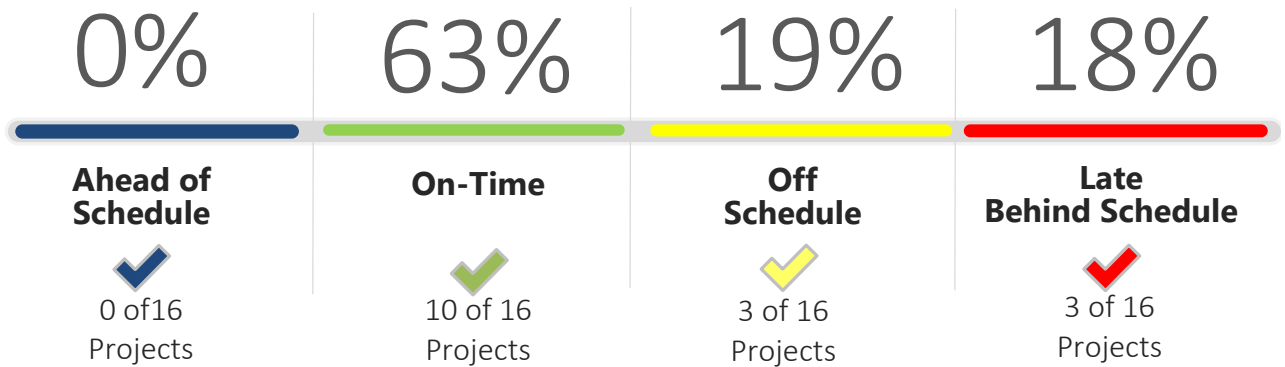 0%
63%
19%
18%
Ahead of
Schedule
On-Time
Off
Schedule
Late
Behind Schedule
0 of16
Projects
10 of 16
Projects
3 of 16
Projects
3 of 16
Projects